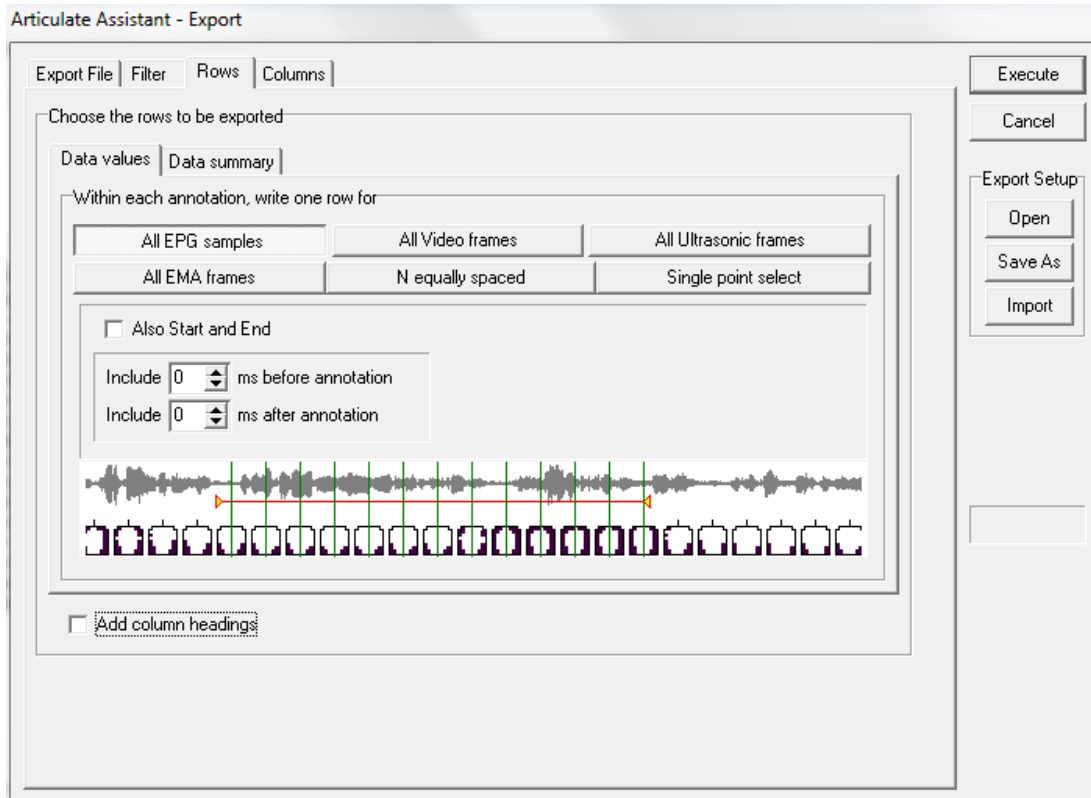 Articulate Assistant - Export
Export File Filter Rows Columns
Execute
Cancel
Choose the rows to be exported
Data values Data summary
Export Setup
Open
Save As
Import
Within each annotation, write one row for
All EPG samples All Video frames All Ultrasonic frames
All EMA frames N equally spaced Single point select
Also Start and End
Include 0 ms before annotation
Include 0 ms after annotation
Add column headings